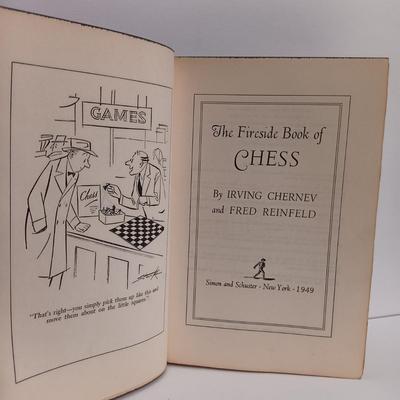 GAMES
Chess
"That's right—you simply pick them up like this and
move them about on the little squares."
The Fireside Book of
CHESS
By IRVING CHERNEV
and FRED REINFELD
Simon and Schuster · New York · 1949